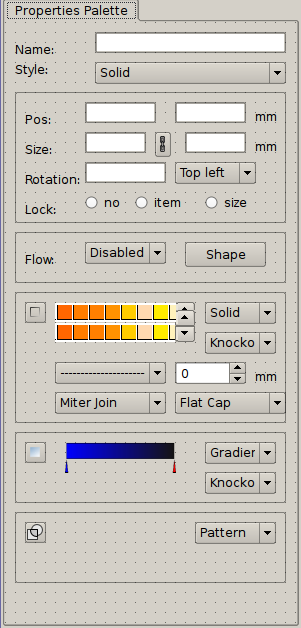 Properties Palette
Name:
Style: Solid
Pos: mm
Size: mm
Rotation: Top left
Lock: no item size
Flow: Disabled Shape
Solid
Knocko
0 mm
Miter Join Flat Cap
Gradier
Knocko
Pattern